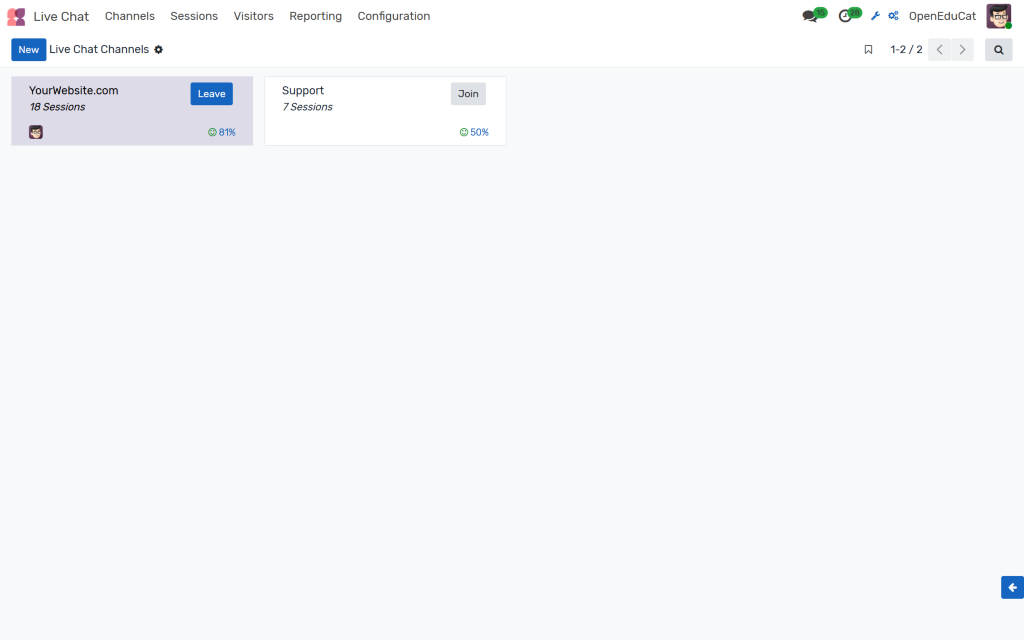 Live Chat
Channels
Sessions
Visitors
Reporting
Configuration
15
28
OpenEduCat
New
Live Chat Channels
1-2 / 2
YourWebsite.com
Leave
18 Sessions
81%
Support
Join
7 Sessions
50%